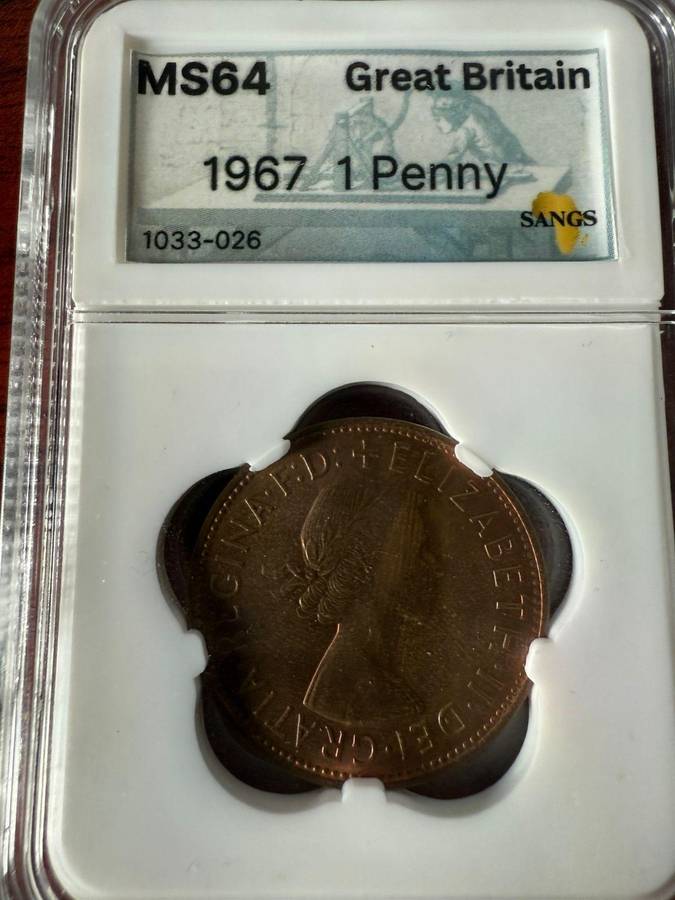 MS64 Great Britain
1967 1 Penny
SANGS
1033-026
+ELIZABETH·II·DEI·GRATIA·REGINA·F:D: